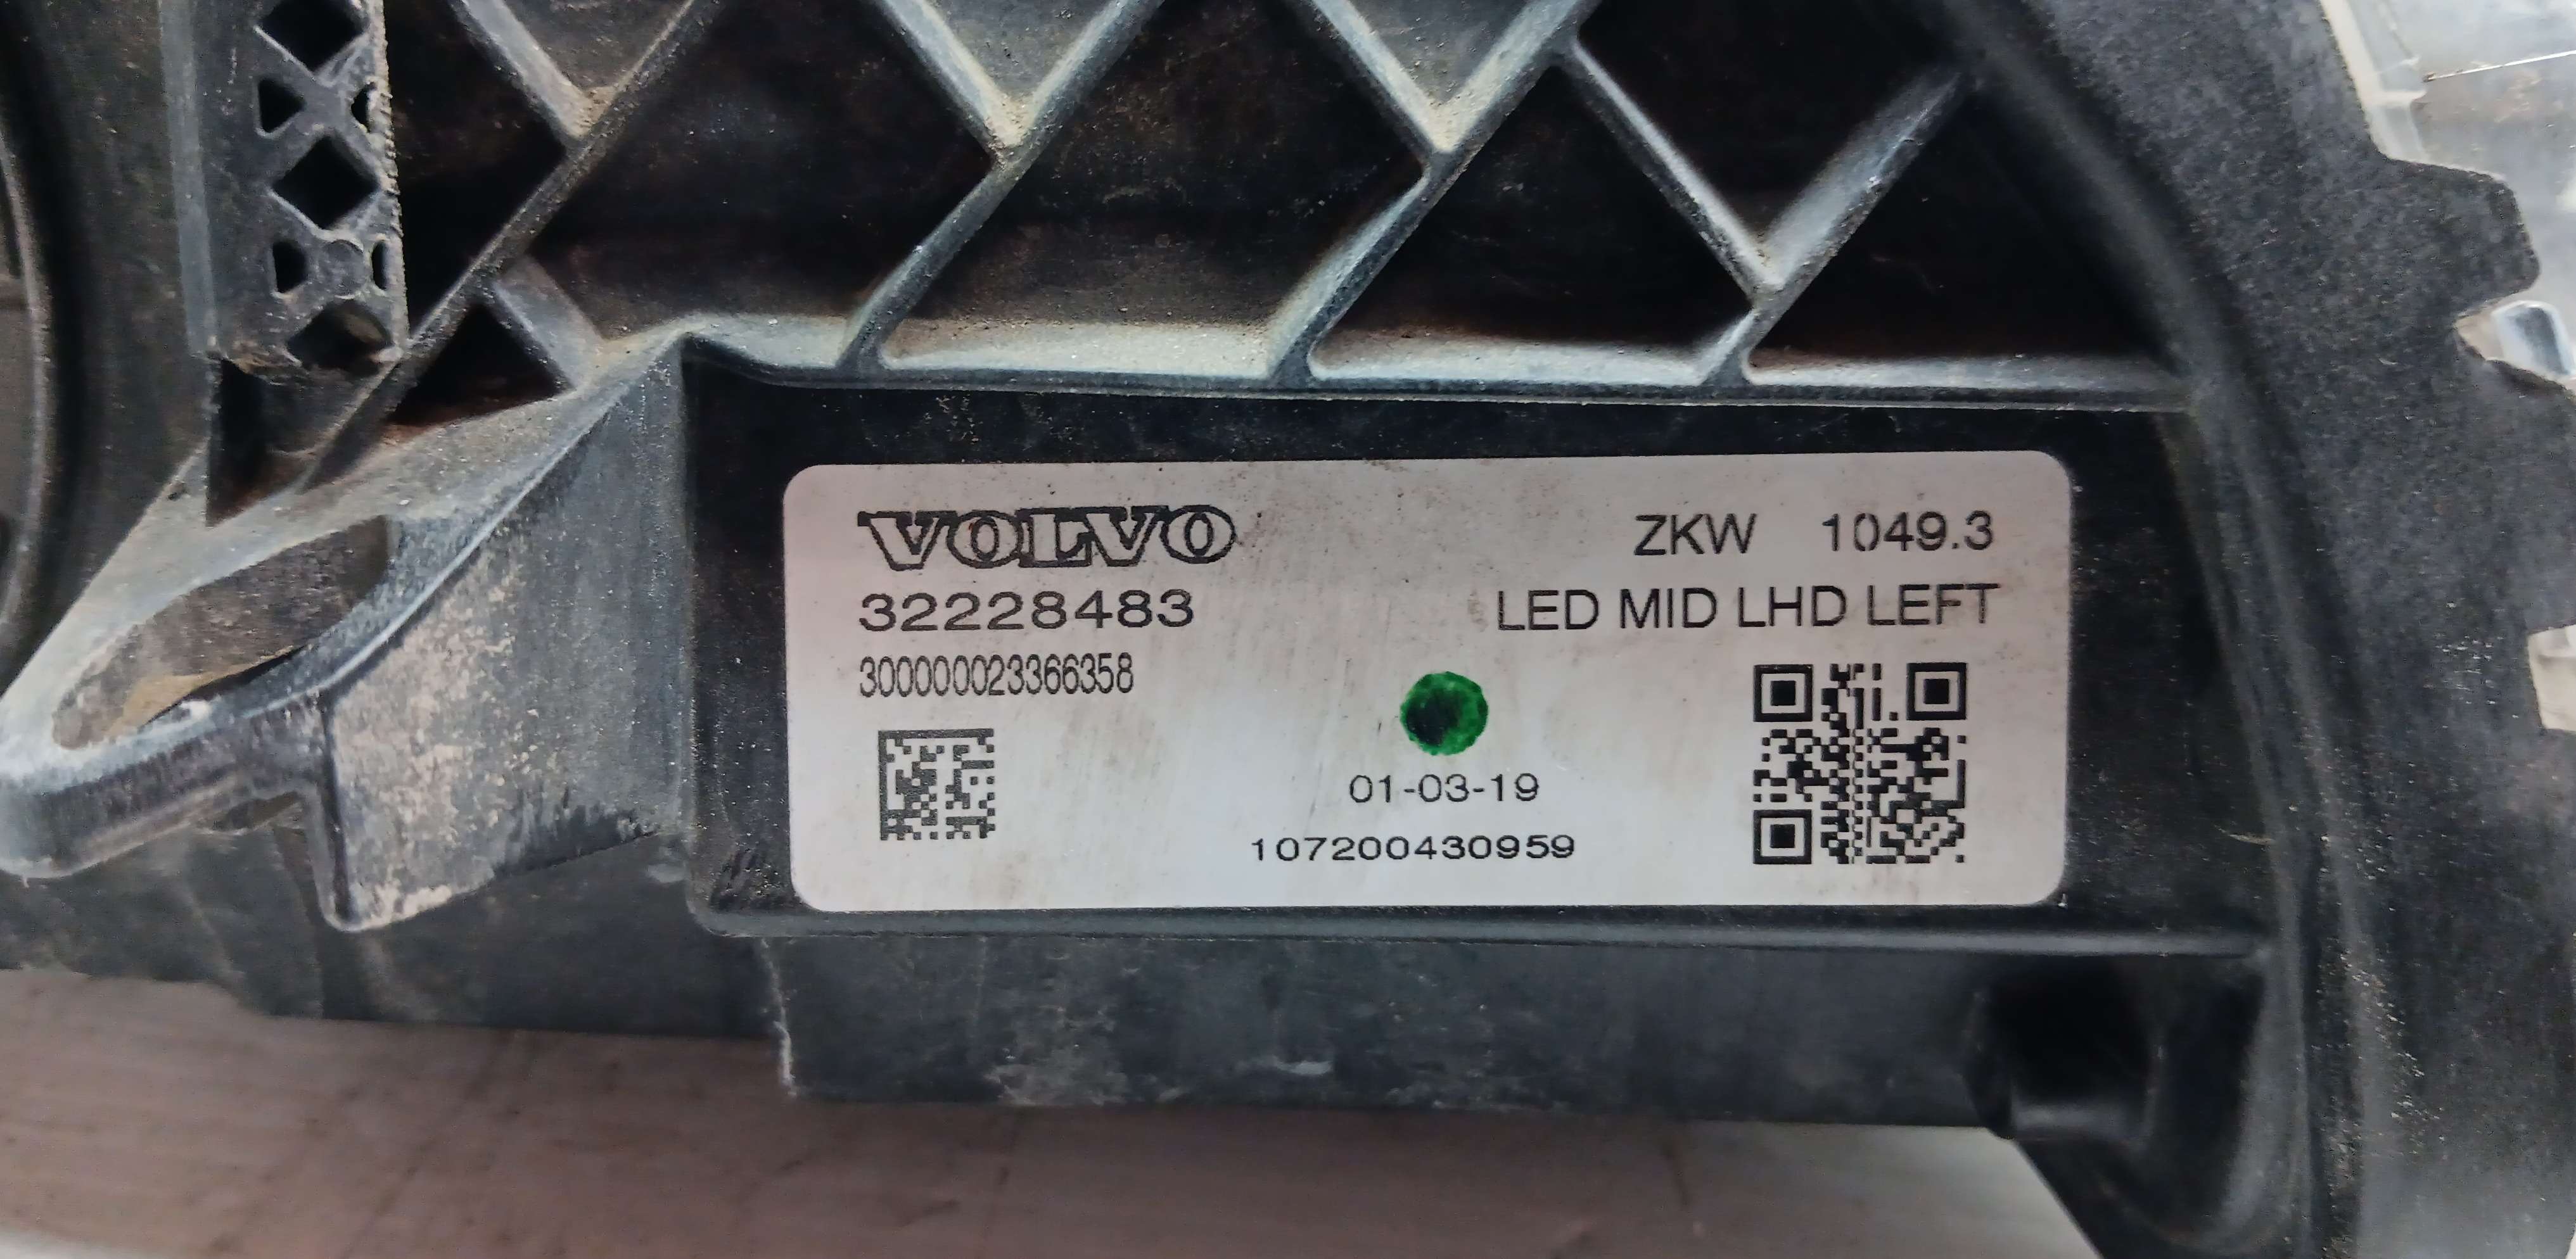 VOLVO ZKW 1049.3
32228483 LED MID LHD LEFT
300000023366358
01-03-19
107200430959